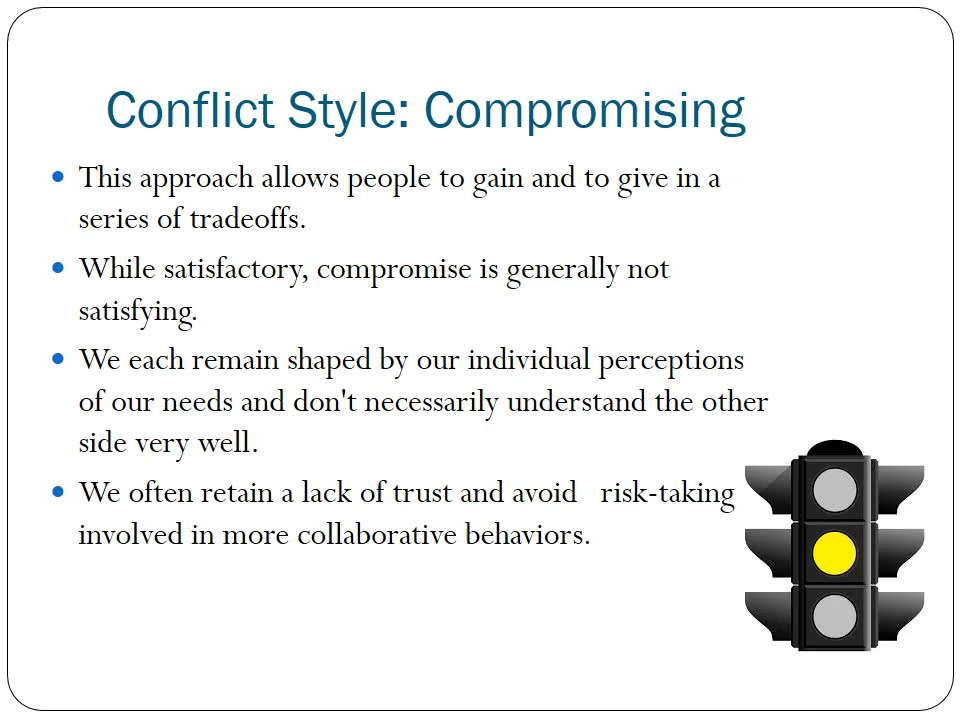 Conflict Style: Compromising
This approach allows people to gain and to give in a
series of tradeoffs.
While satisfactory, compromise is generally not
satisfying.
We each remain shaped by our individual perceptions
of our needs and don't necessarily understand the other
side very well.
We often retain a lack of trust and avoid   risk-taking
involved in more collaborative behaviors.